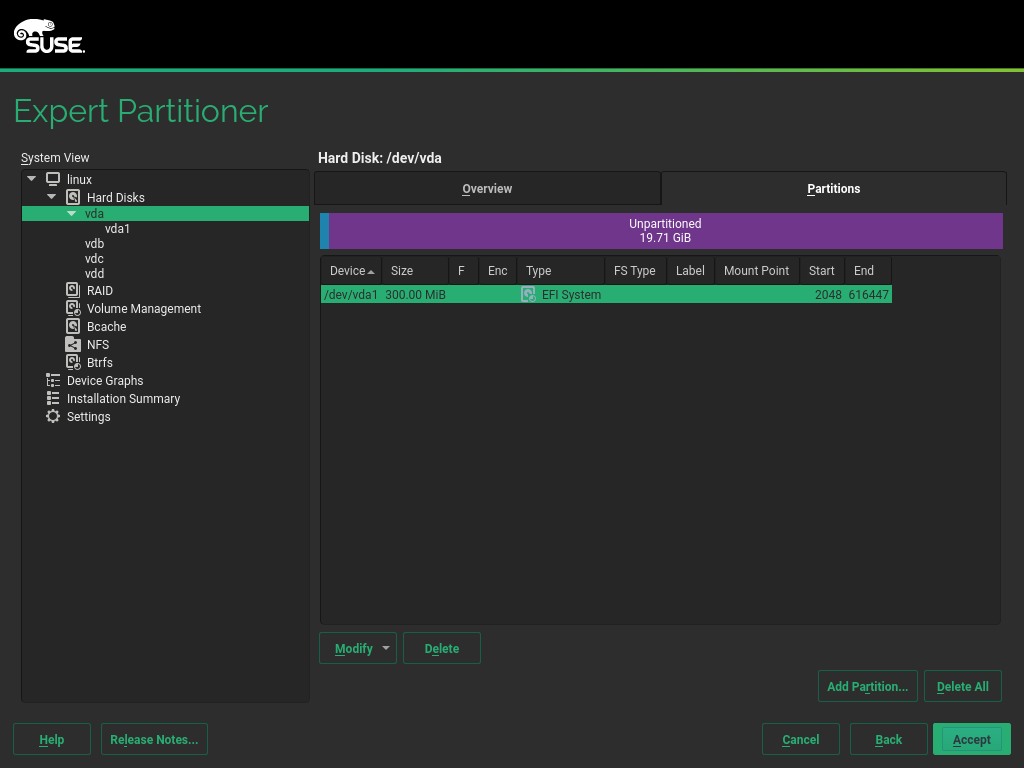 SUSE.
Expert Partitioner
System View
linux
Hard Disks
vda
vda1
vdb
vdc
vdd
RAID
Volume Management
Bcache
NFS
Btrfs
Device Graphs
Installation Summary
Settings
Hard Disk: /dev/vda
Overview Partitions
Unpartitioned
19.71 GiB
Device Size F Enc Type FS Type Label Mount Point Start End
/dev/vda1 300.00 MiB EFI System 2048 616447
Modify Delete
Add Partition... Delete All
Help Release Notes... Cancel Back Accept